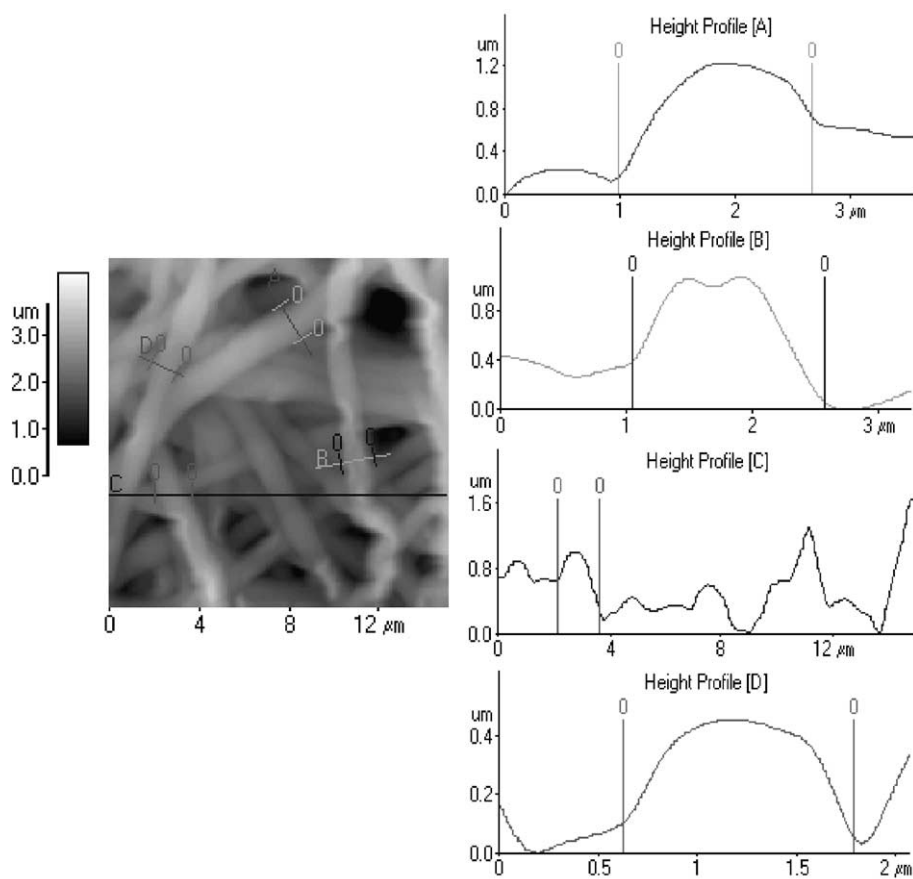 um
3.0
2.0
1.0
0.0
A
0
0
D
0
0
0
0
B
C
0
0
0 4 8 12 µm
Height Profile [A]
um
0 0
1.2
0.8
0.4
0.0
0 1 2 3 µm
Height Profile [B]
um
0 0
0.8
0.4
0.0
0 1 2 3 µm
Height Profile [C]
um
0 0
1.6
0.8
0.0
0 4 8 12 µm
Height Profile [D]
um
0 0
0.4
0.2
0.0
0 0.5 1 1.5 2 µm